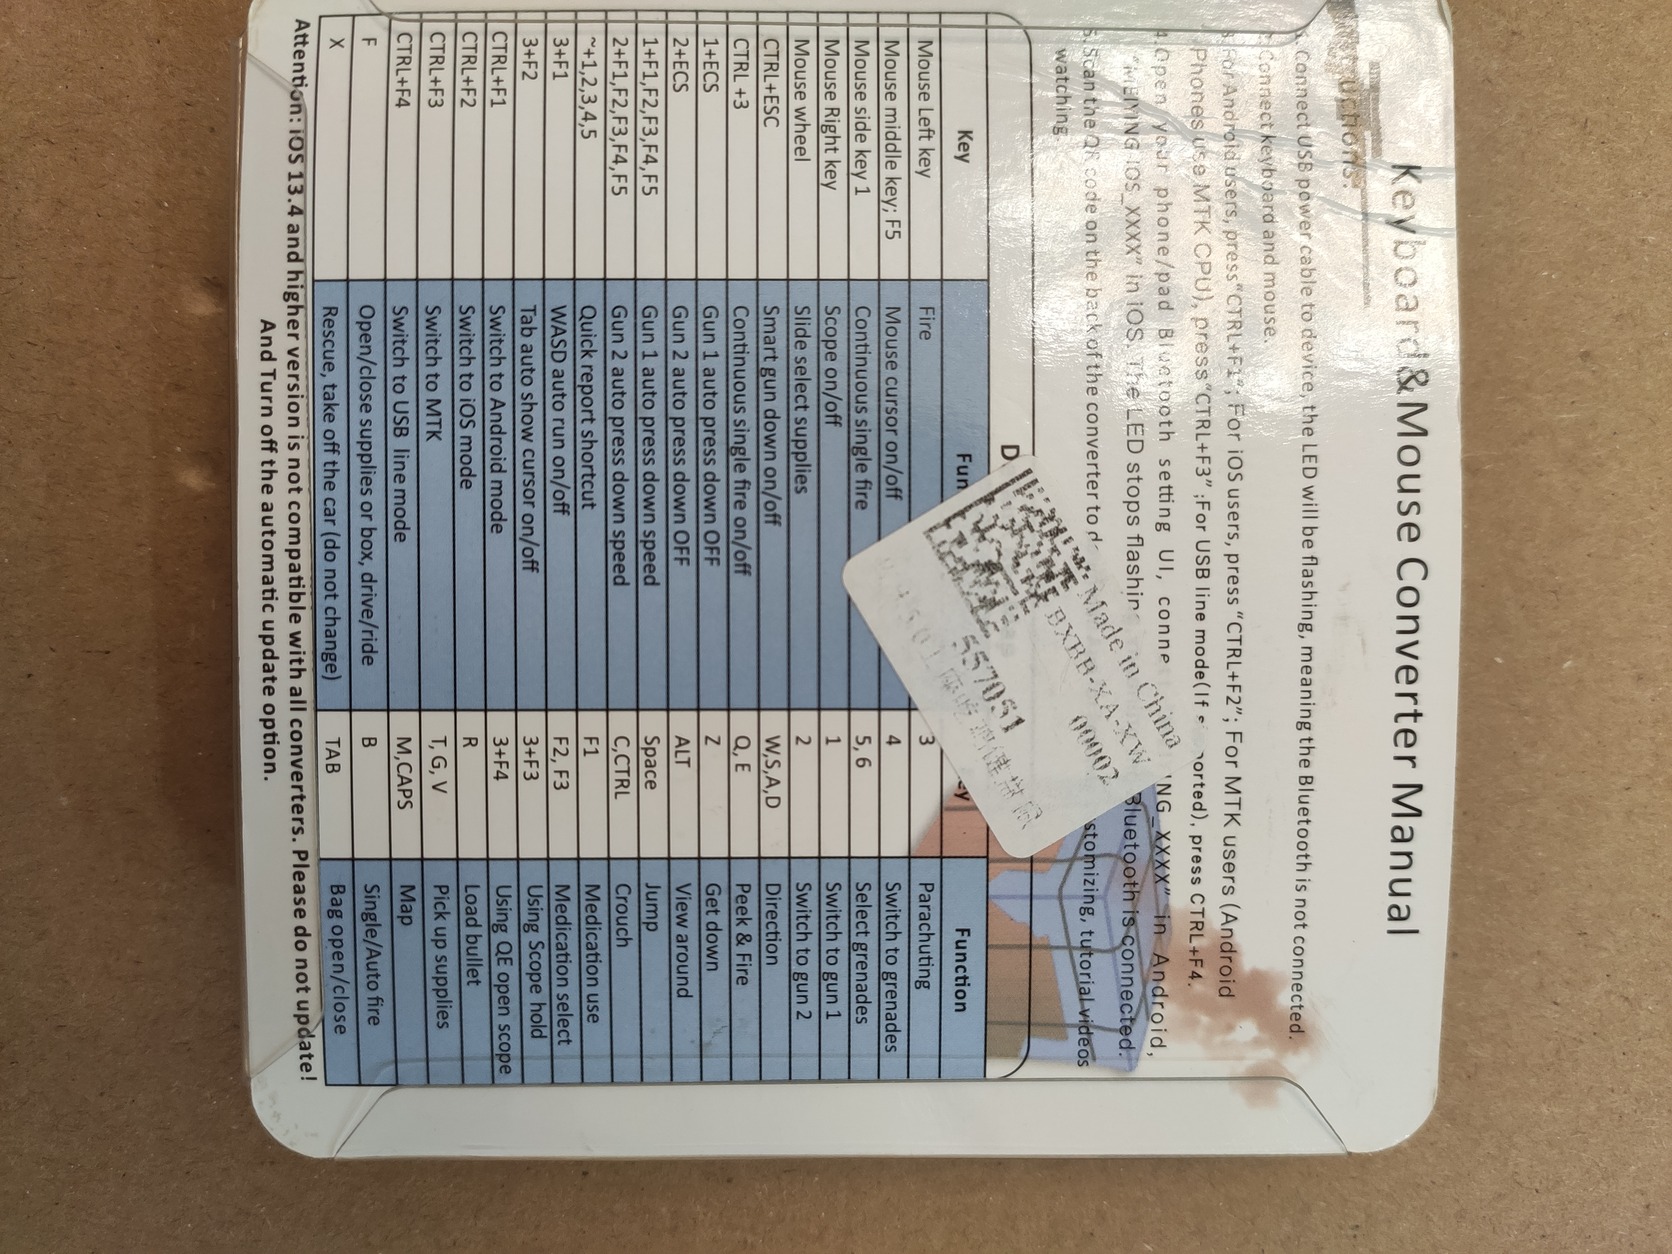 Keyboard&Mouse Converter Manual
Connect USB power cable to device, the LED will be flashing, meaning the Bluetooth is not connected.
Connect keyboard and mouse.
For Android users, press"CTRL+F1"; For iOS users, press "CTRL+F2"; For MTK users (Android
Phones use MTK CPU), press"CTRL+F3" ;For USB line mode(If orted), press CTRL+F4.
4.Open your phone/pad Bluetooth setting UI, conne NG_XXXX" in Android,
"MEIYING IOS_XXXX" in iOS. The LED stops flashin Bluetooth is connected.
5.Scan the QR code on the back of the converter to d stomizing, tutorial videos
watching.
D
Key Fun y Function
Mouse Left key Fire 3 Parachuting
Mouse middle key; F5 Mouse cursor on/off 4 Switch to grenades
Mouse side key 1 Continuous single fire 5, 6 Select grenades
Mouse Right key Scope on/off 1 Switch to gun 1
Mouse wheel Slide select supplies 2 Switch to gun 2
CTRL+ESC Smart gun down on/off W,S,A,D Direction
CTRL +3 Continuous single fire on/off Q, E Peek & Fire
1+ECS Gun 1 auto press down OFF Z Get down
2+ECS Gun 2 auto press down OFF ALT View around
1+F1,F2,F3,F4,F5 Gun 1 auto press down speed Space Jump
2+F1,F2,F3,F4,F5 Gun 2 auto press down speed C,CTRL Crouch
~+1,2,3,4,5 Quick report shortcut F1 Medication use
3+F1 WASD auto run on/off F2, F3 Medication select
3+F2 Tab auto show cursor on/off 3+F3 Using Scope hold
CTRL+F1 Switch to Android mode 3+F4 Using QE open scope
CTRL+F2 Switch to iOS mode R Load bullet
CTRL+F3 Switch to MTK T, G, V Pick up supplies
CTRL+F4 Switch to USB line mode M,CAPS Map
F Open/close supplies or box, drive/ride B Single/Auto fire
X Rescue, take off the car (do not change) TAB Bag open/close
Attention: iOS 13.4 and higher version is not compatible with all converters. Please do not update!
And Turn off the automatic update option.
Made in China
BXBB-XA-XW
00002
557051